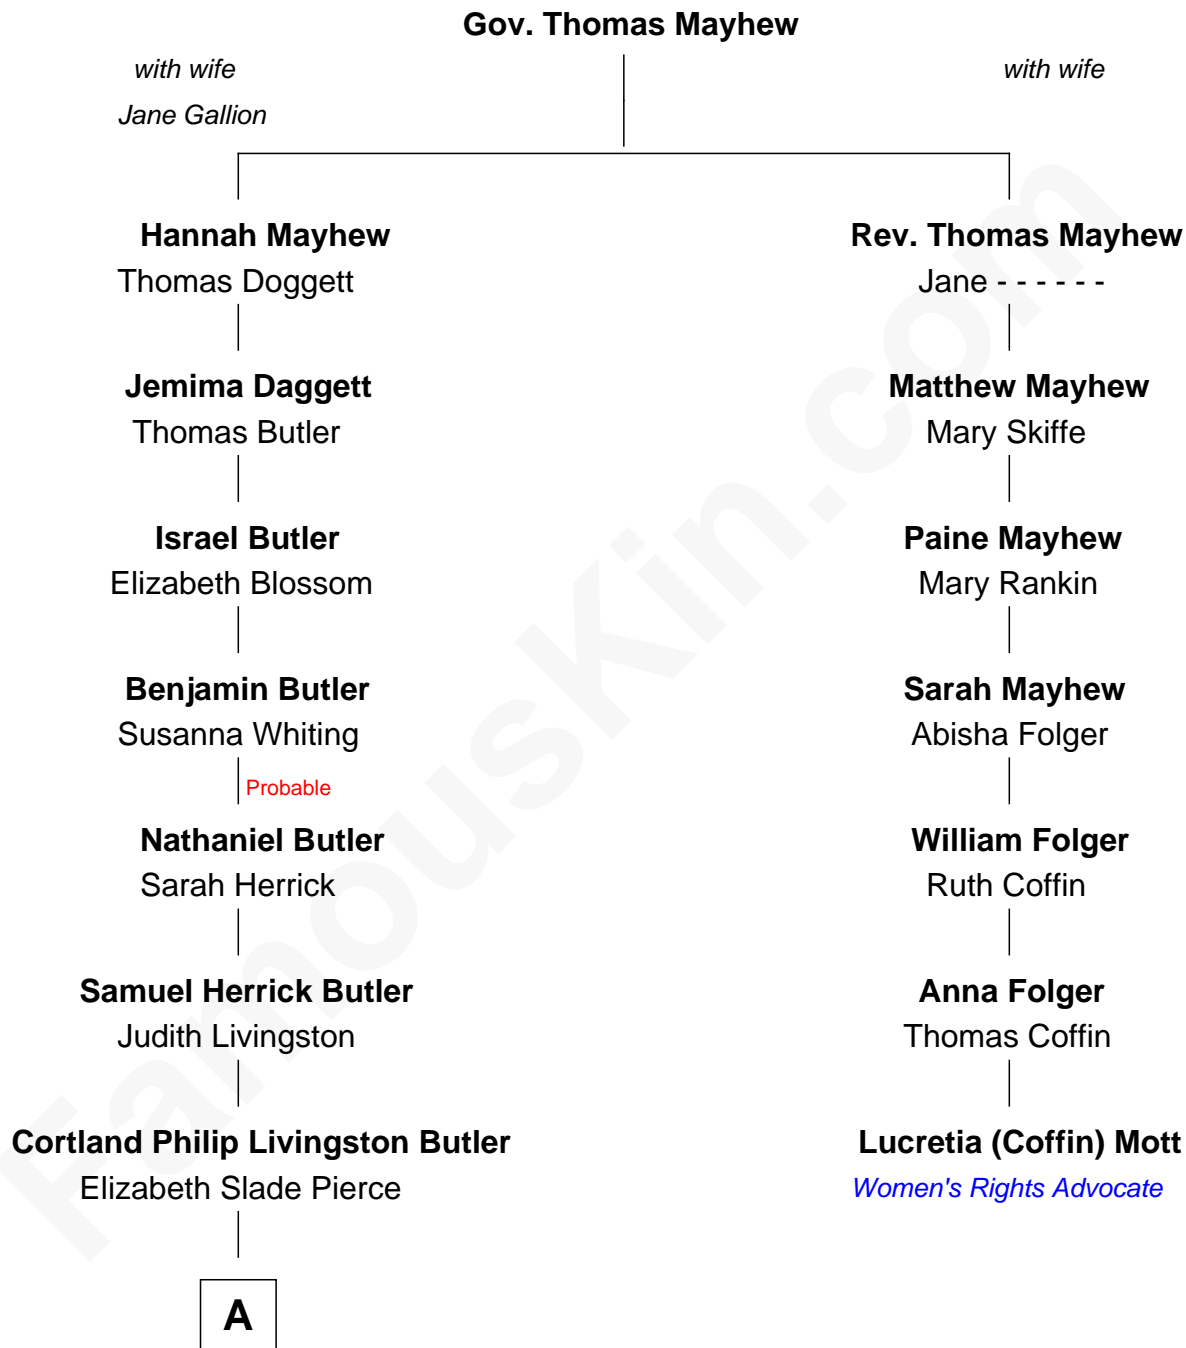 Gov. Thomas Mayhew
with wife
Jane Gallion
with wife
Hannah Mayhew
Thomas Doggett
Rev. Thomas Mayhew
Jane - - - - - -
Jemima Daggett
Thomas Butler
Matthew Mayhew
Mary Skiffe
Israel Butler
Elizabeth Blossom
Paine Mayhew
Mary Rankin
Benjamin Butler
Susanna Whiting
Sarah Mayhew
Abisha Folger
Probable
Nathaniel Butler
Sarah Herrick
William Folger
Ruth Coffin
Samuel Herrick Butler
Judith Livingston
Anna Folger
Thomas Coffin
Cortland Philip Livingston Butler
Elizabeth Slade Pierce
Lucretia (Coffin) Mott
Women's Rights Advocate
A
FamousKin.com